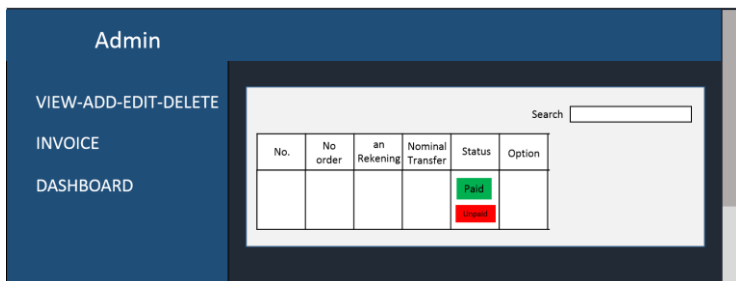 Admin
VIEW-ADD-EDIT-DELETE
INVOICE
DASHBOARD
Search
No.
No
order
an
Rekening
Nominal
Transfer
Status
Option
Paid
Unpaid